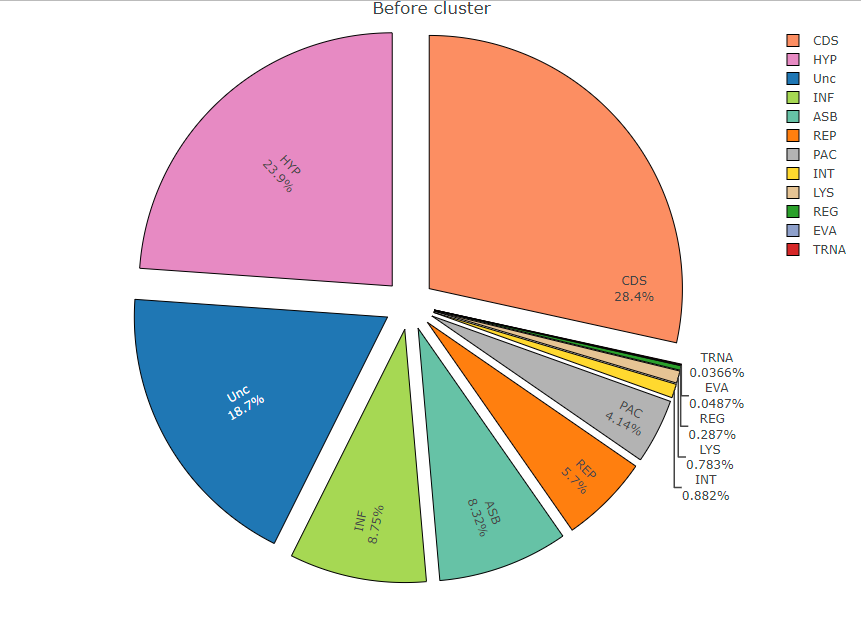 Before cluster
CDS
HYP
Unc
INF
ASB
REP
PAC
INT
LYS
REG
EVA
TRNA
HYP
23.9%
CDS
28.4%
Unc
18.7%
INF
8.75%
ASB
8.32%
REP
5.7%
PAC
4.14%
TRNA
0.0366%
EVA
0.0487%
REG
0.287%
LYS
0.783%
INT
0.882%